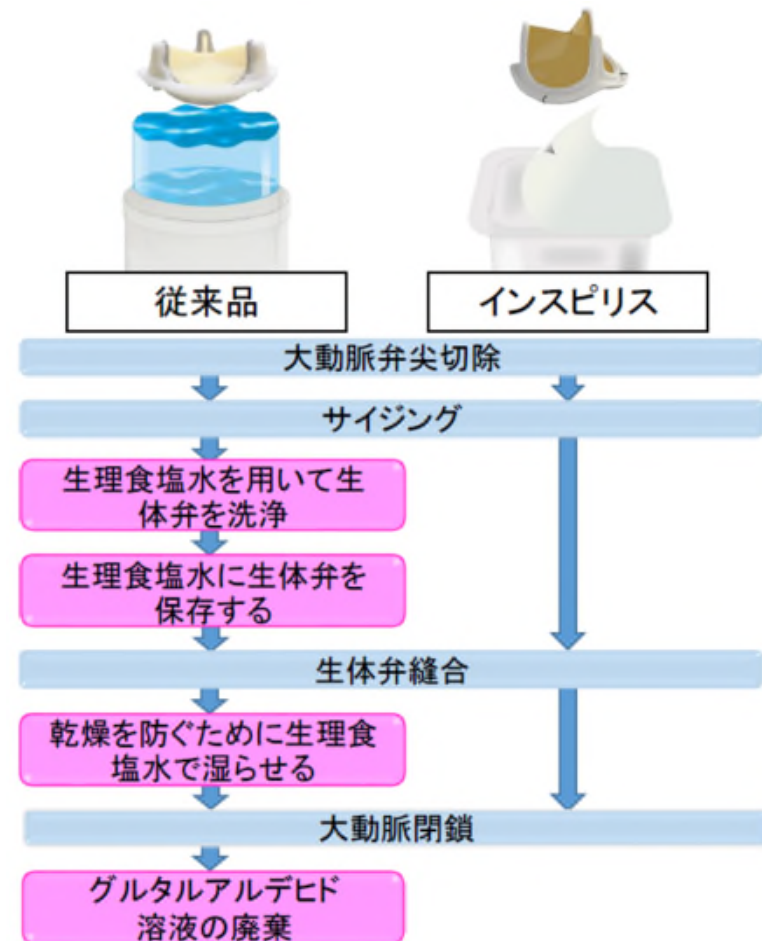 従来品
インスピリス
大動脈弁尖切除
サイジング
生理食塩水を用いて生
体弁を洗浄
生理食塩水に生体弁を
保存する
生体弁縫合
乾燥を防ぐために生理食
塩水で湿らせる
大動脈閉鎖
グルタルアルデヒド
溶液の廃棄